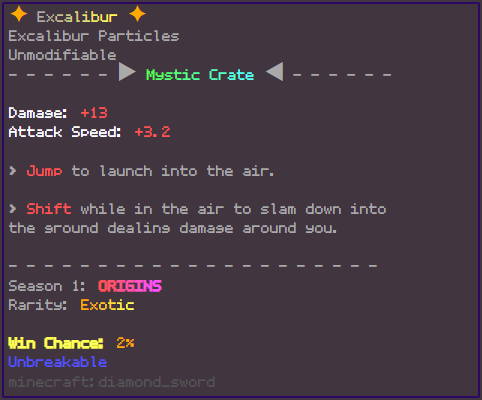 ✦ Excalibur ✦
Excalibur Particles
Unmodifiable
- - - - - - ▶ Mystic Crate ◀ - - - - - -
Damage: +13
Attack Speed: +3.2
> Jump to launch into the air.
> Shift while in the air to slam down into
the ground dealing damage around you.
- - - - - - - - - - - - - - - - - - - - -
Season 1: ORIGINS
Rarity: Exotic
Win Chance: 2%
Unbreakable
minecraft:diamond_sword